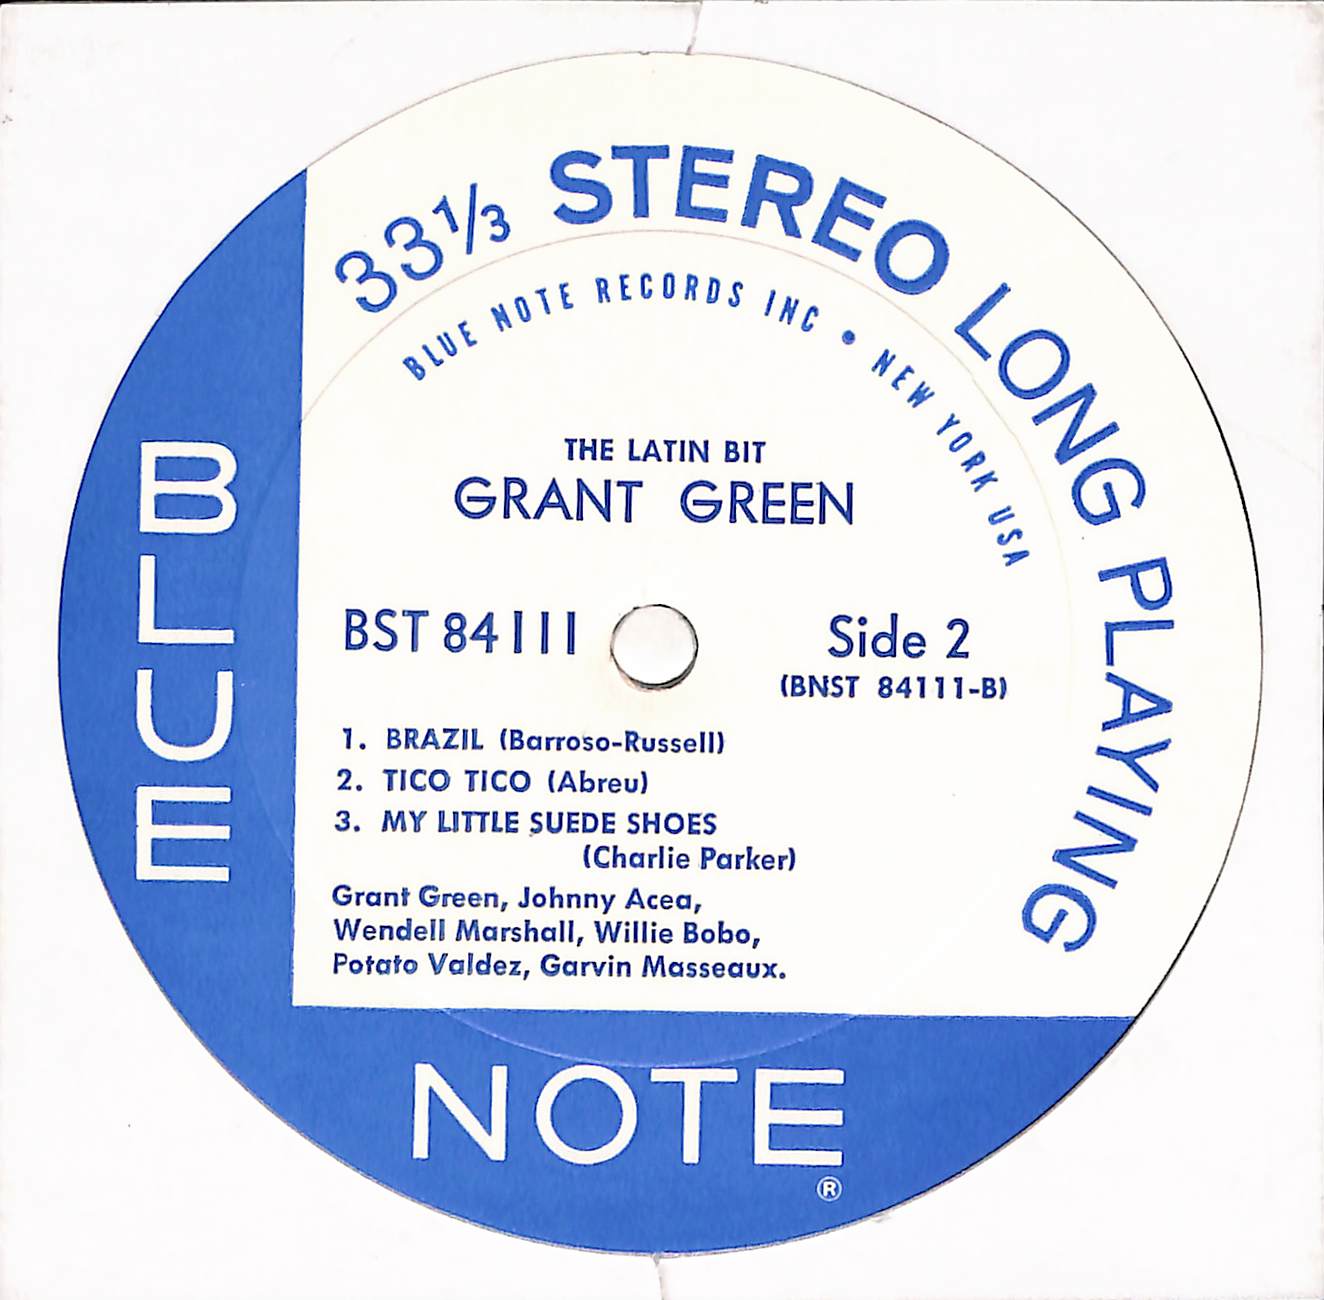 33 1/3 STEREO LONG PLAYING
BLUE NOTE RECORDS INC • NEW YORK USA
THE LATIN BIT
GRANT GREEN
BST 84111
Side 2
(BNST 84111-B)
1. BRAZIL (Barroso-Russell)
2. TICO TICO (Abreu)
3. MY LITTLE SUEDE SHOES
(Charlie Parker)
Grant Green, Johnny Acea,
Wendell Marshall, Willie Bobo,
Potato Valdez, Garvin Masseaux.
BLUE
NOTE
®